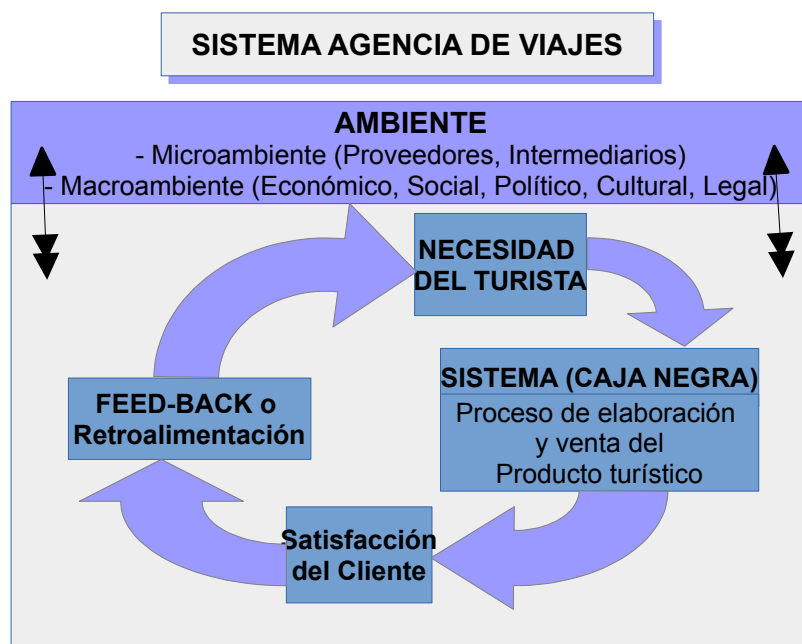 SISTEMA AGENCIA DE VIAJES
AMBIENTE
- Microambiente (Proveedores, Intermediarios)
- Macroambiente (Económico, Social, Político, Cultural, Legal)
NECESIDAD
DEL TURISTA
SISTEMA (CAJA NEGRA)
Proceso de elaboración
y venta del
Producto turístico
FEED-BACK o
Retroalimentación
Satisfacción
del Cliente